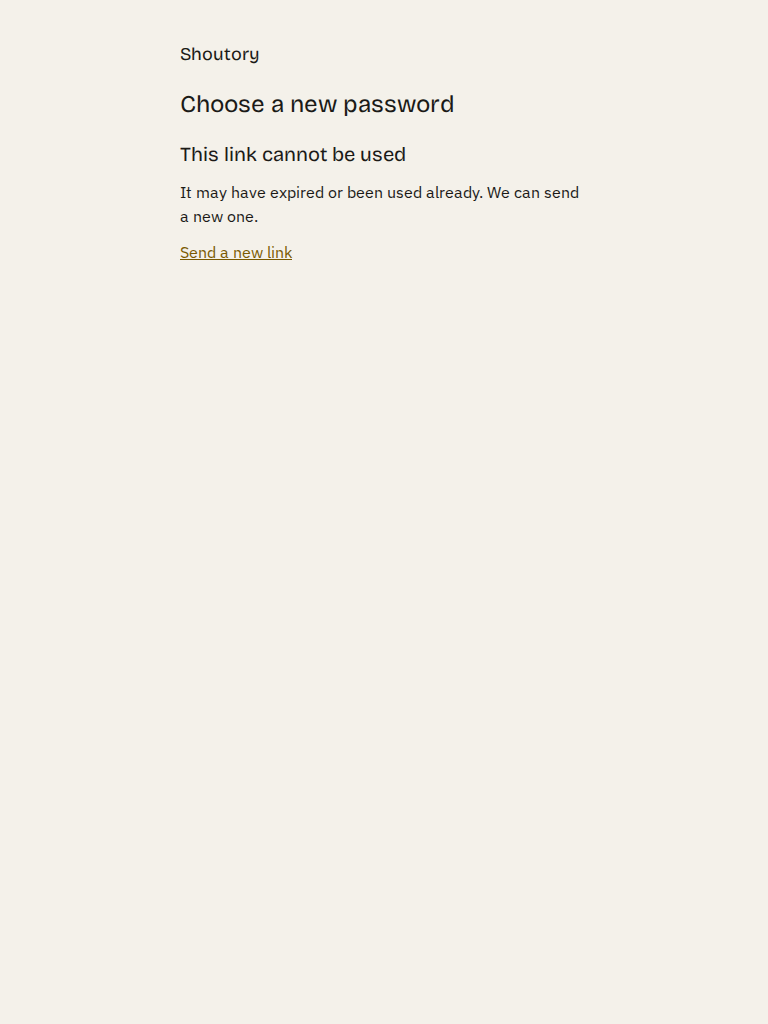 Shoutory
Choose a new password
This link cannot be used
It may have expired or been used already. We can send
a new one.
Send a new link